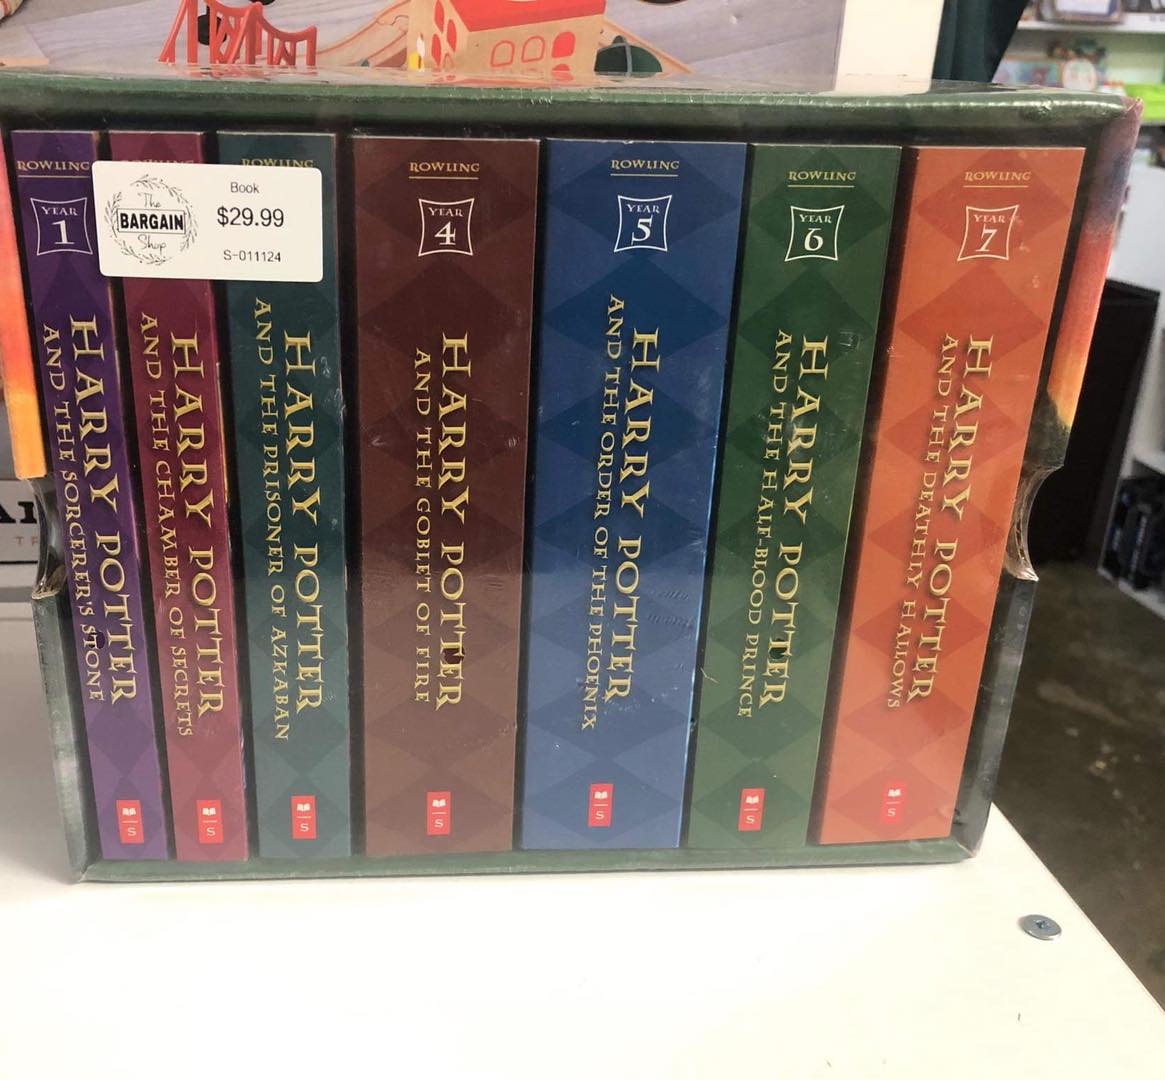 ROWLING
YEAR
1
HARRY POTTER
AND THE SORCERER'S STONE
S
The
BARGAIN
Shop
Book
$29.99
S-011124
ROWLING
HARRY POTTER
AND THE CHAMBER OF SECRETS
S
ROWLING
HARRY POTTER
AND THE PRISONER OF AZKABAN
S
ROWLING
YEAR
4
HARRY POTTER
AND THE GOBLET OF FIRE
S
ROWLING
YEAR
5
HARRY POTTER
AND THE ORDER OF THE PHOENIX
S
ROWLING
YEAR
6
HARRY POTTER
AND THE HALF-BLOOD PRINCE
S
ROWLING
YEAR
7
HARRY POTTER
AND THE DEATHLY HALLOWS
S